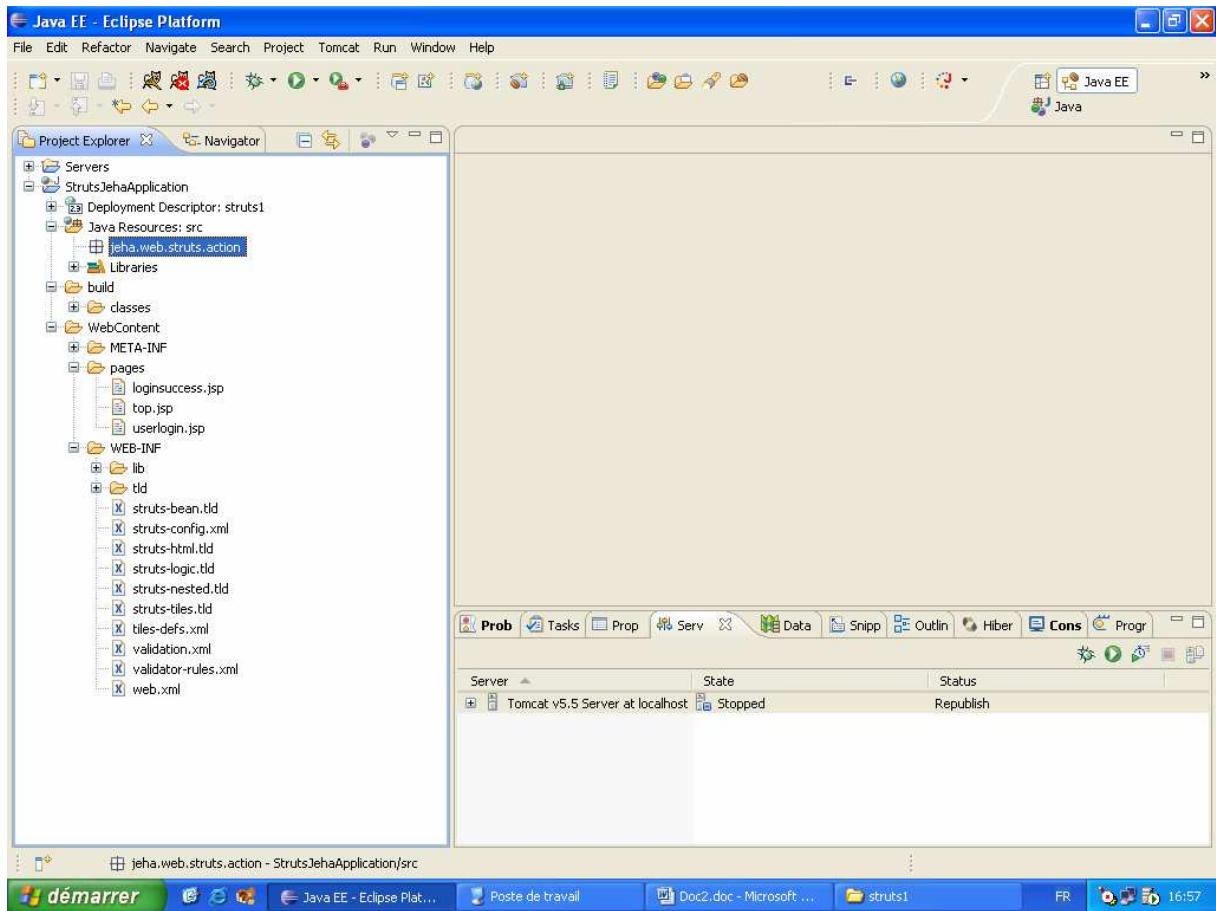 Java EE - Eclipse Platform
File Edit Refactor Navigate Search Project Tomcat Run Window Help
Java EE
»
Java
Project Explorer
Navigator
Servers
StrutsJehaApplication
2.3 Deployment Descriptor: struts1
Java Resources: src
jeha.web.struts.action
Libraries
build
classes
WebContent
META-INF
pages
loginsuccess.jsp
top.jsp
userlogin.jsp
WEB-INF
lib
tld
struts-bean.tld
struts-config.xml
struts-html.tld
struts-logic.tld
struts-nested.tld
struts-tiles.tld
tiles-defs.xml
validation.xml
validator-rules.xml
web.xml
Prob Tasks Prop Serv Data Snipp Outlin Hiber Cons Progr
Server State Status
Tomcat v5.5 Server at localhost Stopped Republish
jeha.web.struts.action - StrutsJehaApplication/src
démarrer Java EE - Eclipse Plat... Poste de travail Doc2.doc - Microsoft ... struts1 FR 16:57